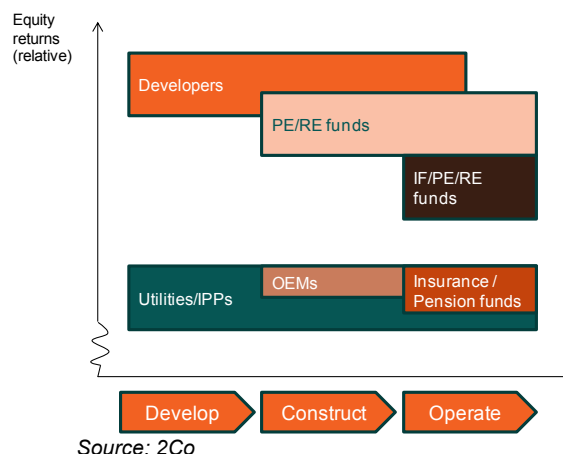 Equity
returns
(relative)
Developers
PE/RE funds
IF/PE/RE
funds
Utilities/IPPs
OEMs
Insurance /
Pension funds
Develop
Construct
Operate
Source: 2Co